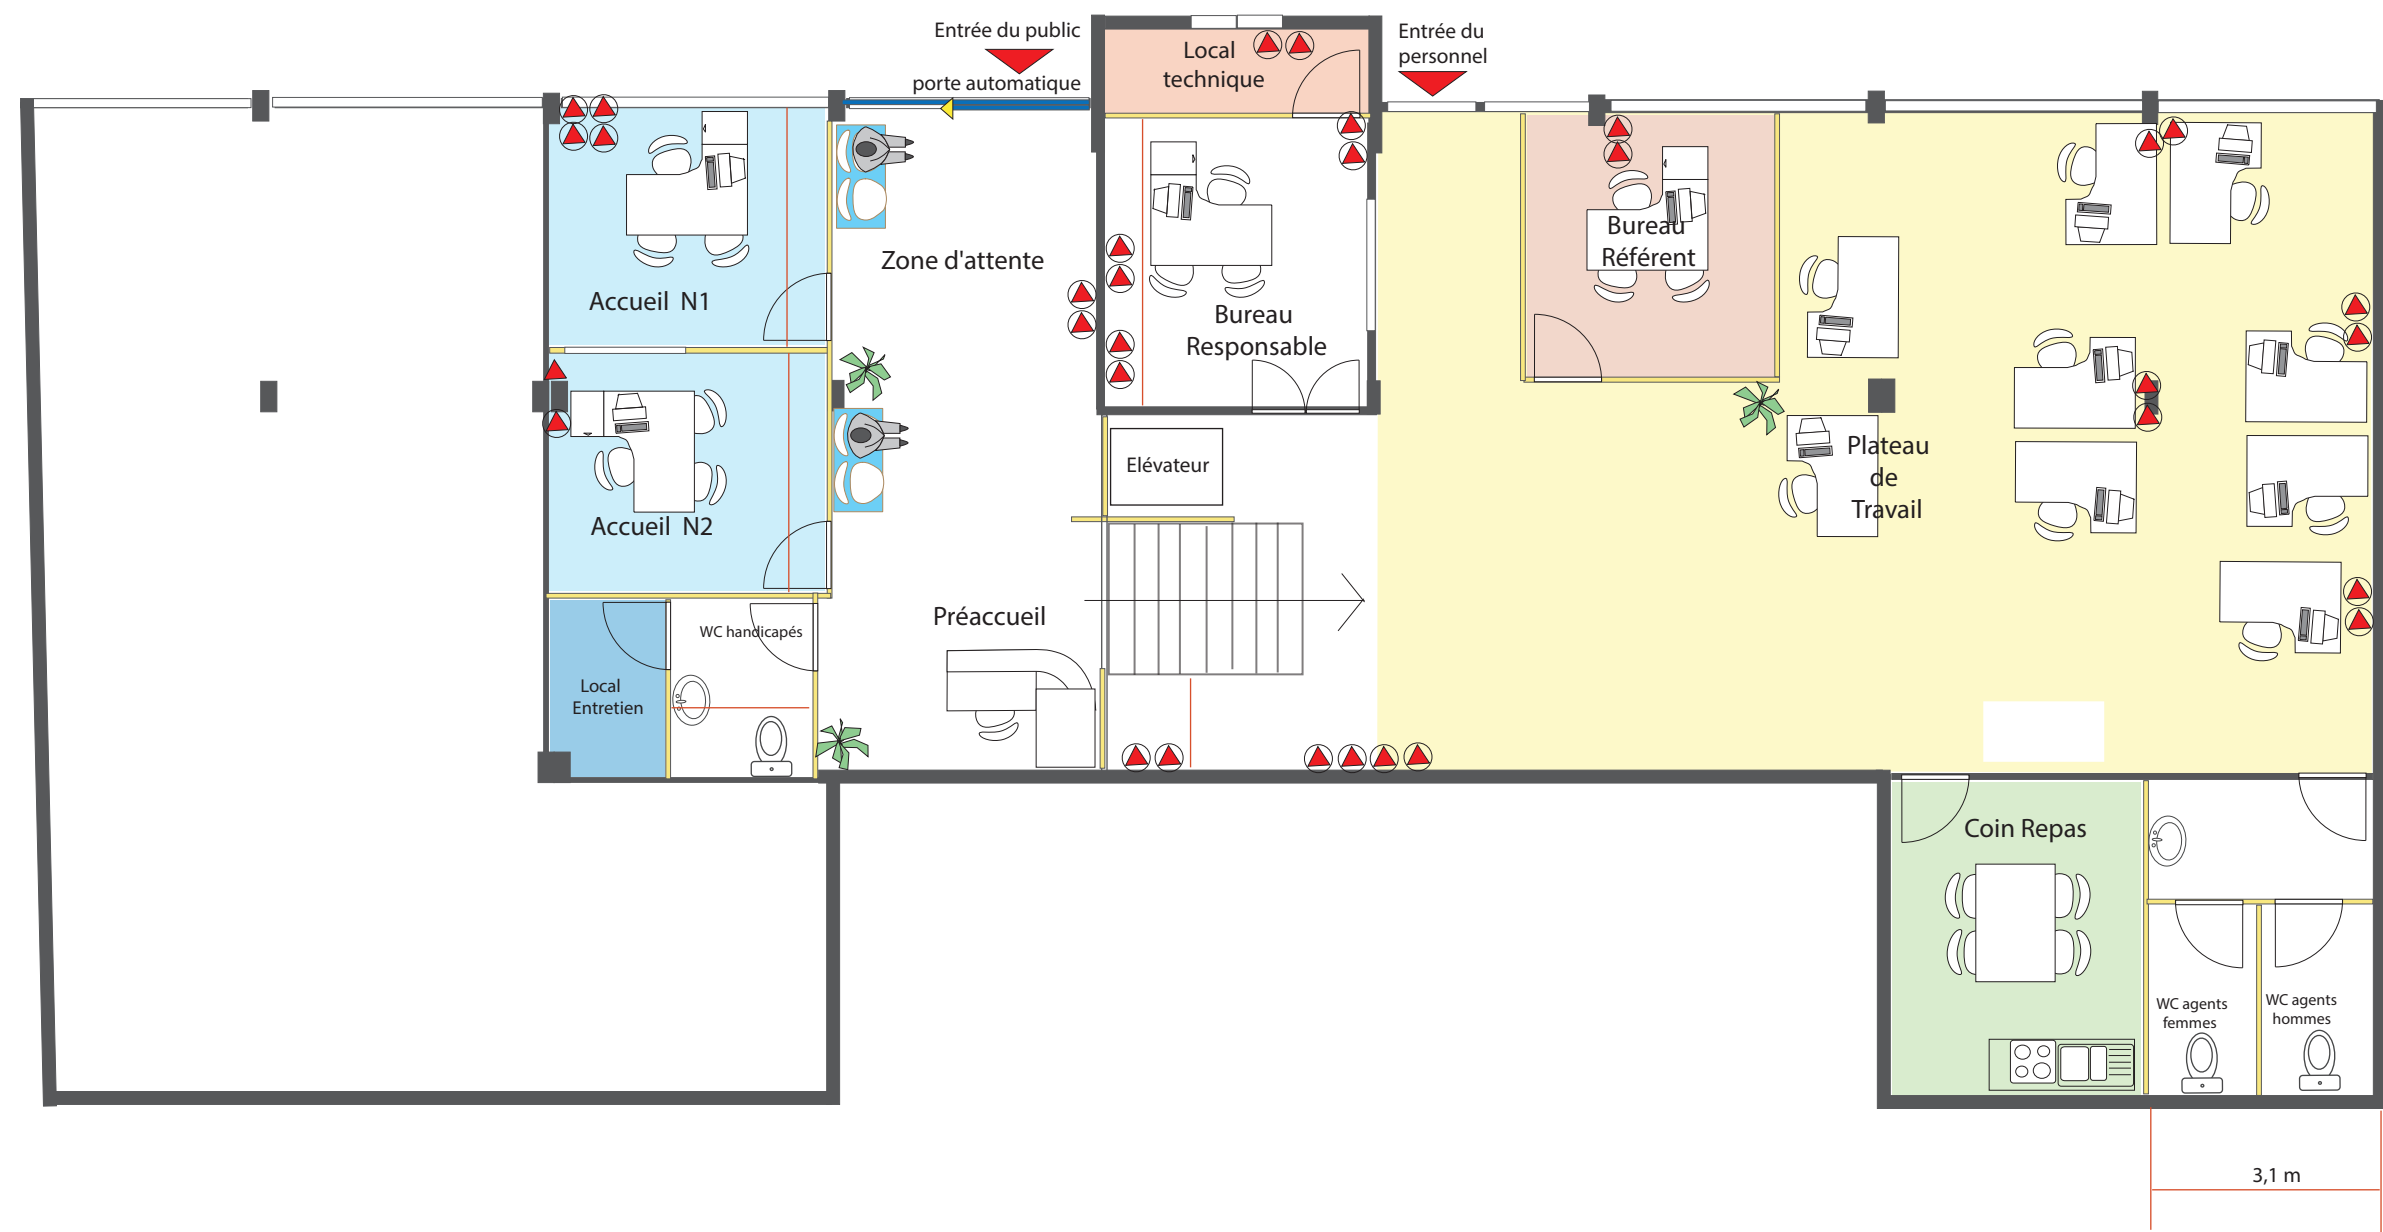 Entrée du public
porte automatique
Local
technique
Entrée du
personnel
Zone d'attente
Bureau
Référent
Accueil N1
Bureau
Responsable
Elévateur
Plateau
de
Travail
Accueil N2
Préaccueil
WC handicapés
Local
Entretien
Coin Repas
WC agents
femmes
WC agents
hommes
3,1 m